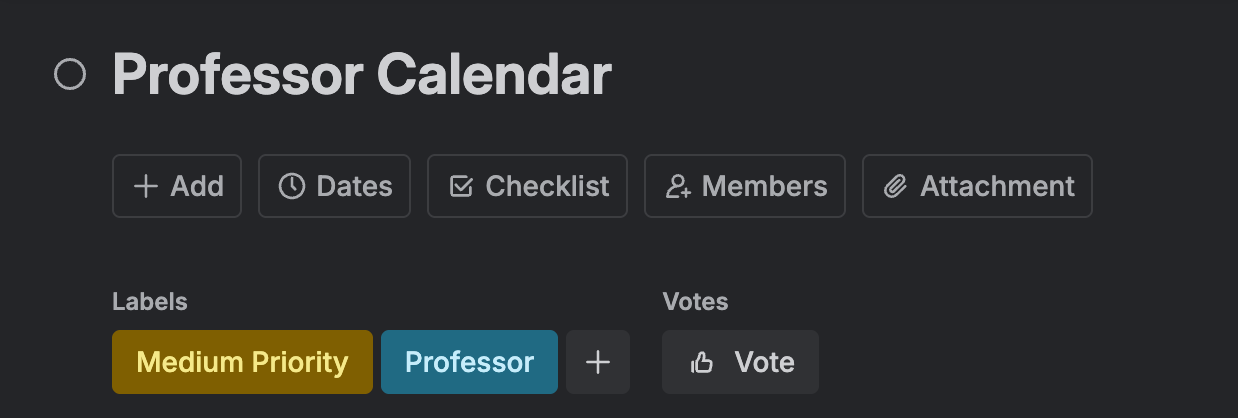 Professor Calendar
Add Dates Checklist Members Attachment
Labels Votes
Medium Priority Professor Vote